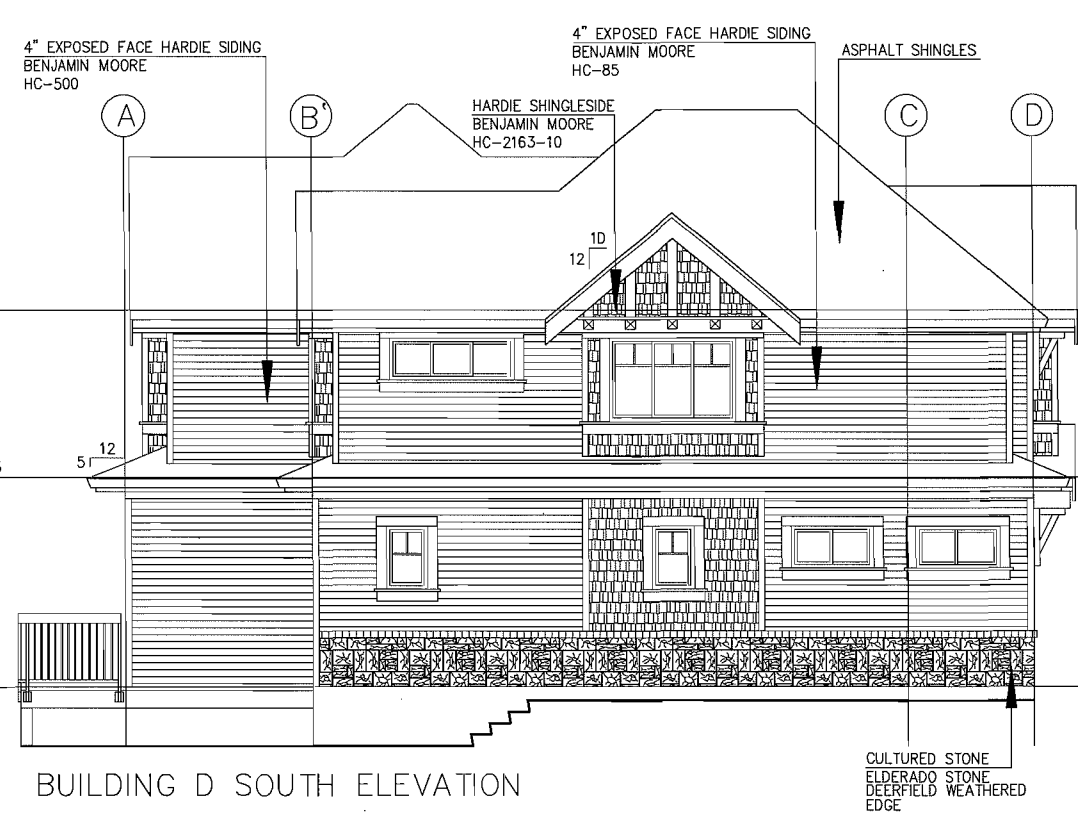 4" EXPOSED FACE HARDIE SIDING
BENJAMIN MOORE
HC-500
4" EXPOSED FACE HARDIE SIDING
BENJAMIN MOORE
HC-85
ASPHALT SHINGLES
HARDIE SHINGLESIDE
BENJAMIN MOORE
HC-2163-10
A
B'
C
D
1D
12
12
5
CULTURED STONE
ELDERADO STONE
DEERFIELD WEATHERED
EDGE
BUILDING D SOUTH ELEVATION